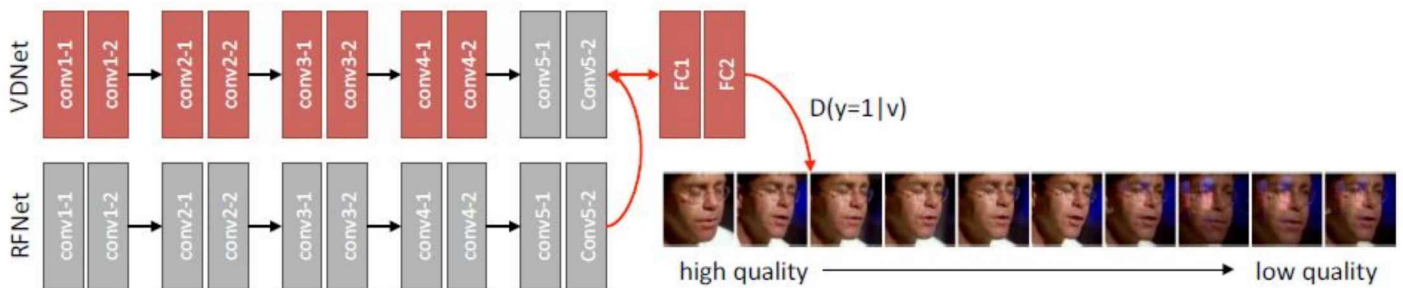 VDNet
conv1-1
conv1-2
conv2-1
conv2-2
conv3-1
conv3-2
conv4-1
conv4-2
conv5-1
Conv5-2
FC1
FC2
D(y=1|v)
RFNet
conv1-1
conv1-2
conv2-1
conv2-2
conv3-1
conv3-2
conv4-1
conv4-2
conv5-1
Conv5-2
high quality
low quality